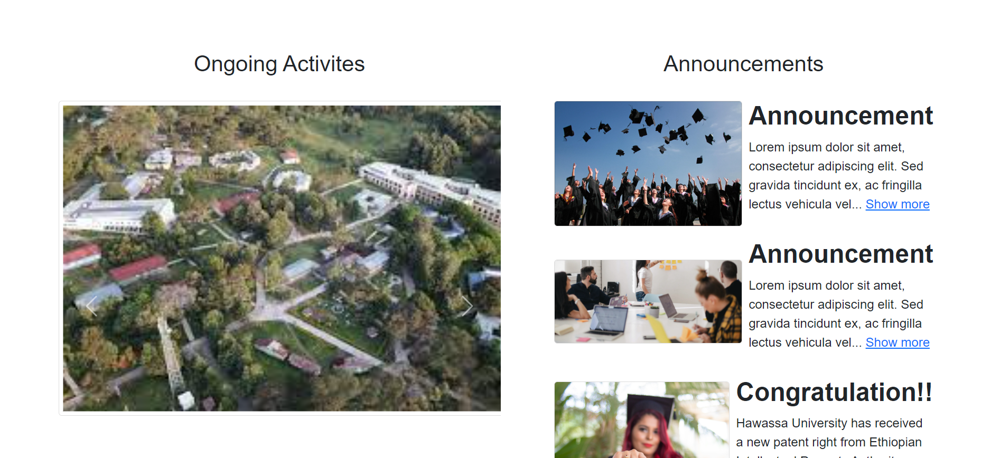 Ongoing Activites
Announcements
Announcement
Lorem ipsum dolor sit amet,
consectetur adipiscing elit. Sed
gravida tincidunt ex, ac fringilla
lectus vehicula vel... Show more
Announcement
Lorem ipsum dolor sit amet,
consectetur adipiscing elit. Sed
gravida tincidunt ex, ac fringilla
lectus vehicula vel... Show more
Congratulation!!
Hawassa University has received
a new patent right from Ethiopian